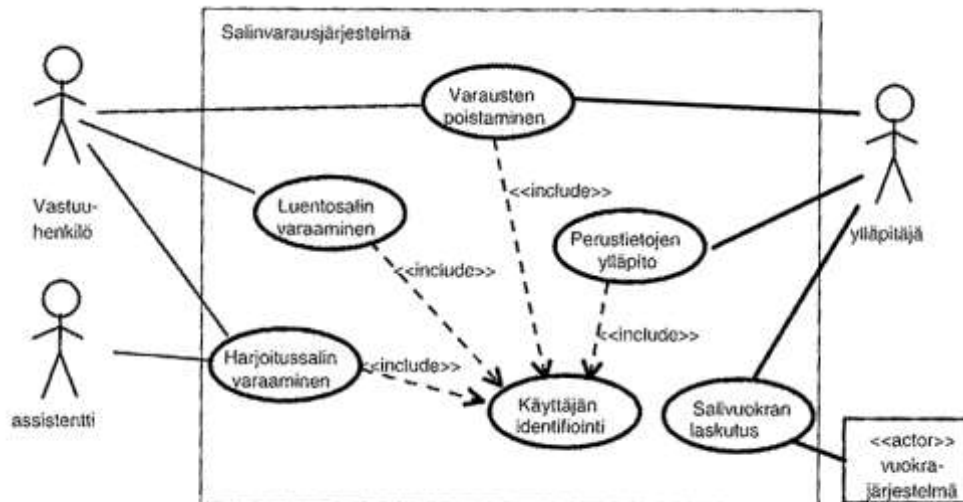 Salinvarausjärjestelmä
Varausten
poistaminen
<<include>>
Vastuu-
henkilö
Luentosalin
varaaminen
Perustietojen
ylläpito
ylläpitäjä
<<include>>
<<include>>
Harjoitussalin
varaaminen
<<include>>
assistentti
Käyttäjän
identifiointi
Salivuokran
laskutus
<<actor>>
vuokra-
järjestelmä